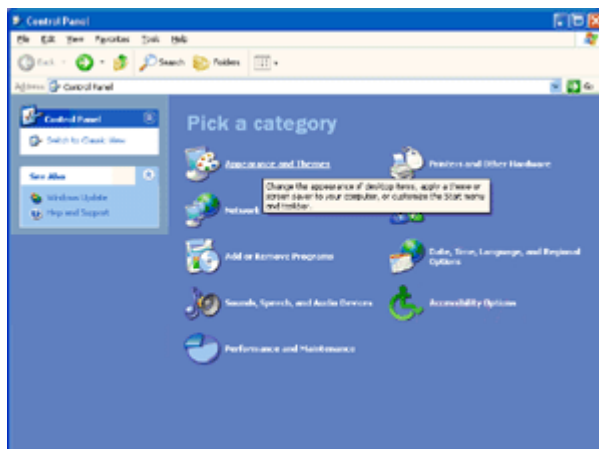 Control Panel
File Edit View Favorites Tools Help
Back Search Folders
Address Control Panel Go
Control Panel
Switch to Classic View
See Also
Windows Update
Help and Support
Pick a category
Appearance and Themes
Printers and Other Hardware
Change the appearance of desktop items, apply a theme or
screen saver to your computer, or customize the Start menu
and taskbar.
Network
Add or Remove Programs
Date, Time, Language, and Regional
Options
Sounds, Speech, and Audio Devices
Accessibility Options
Performance and Maintenance